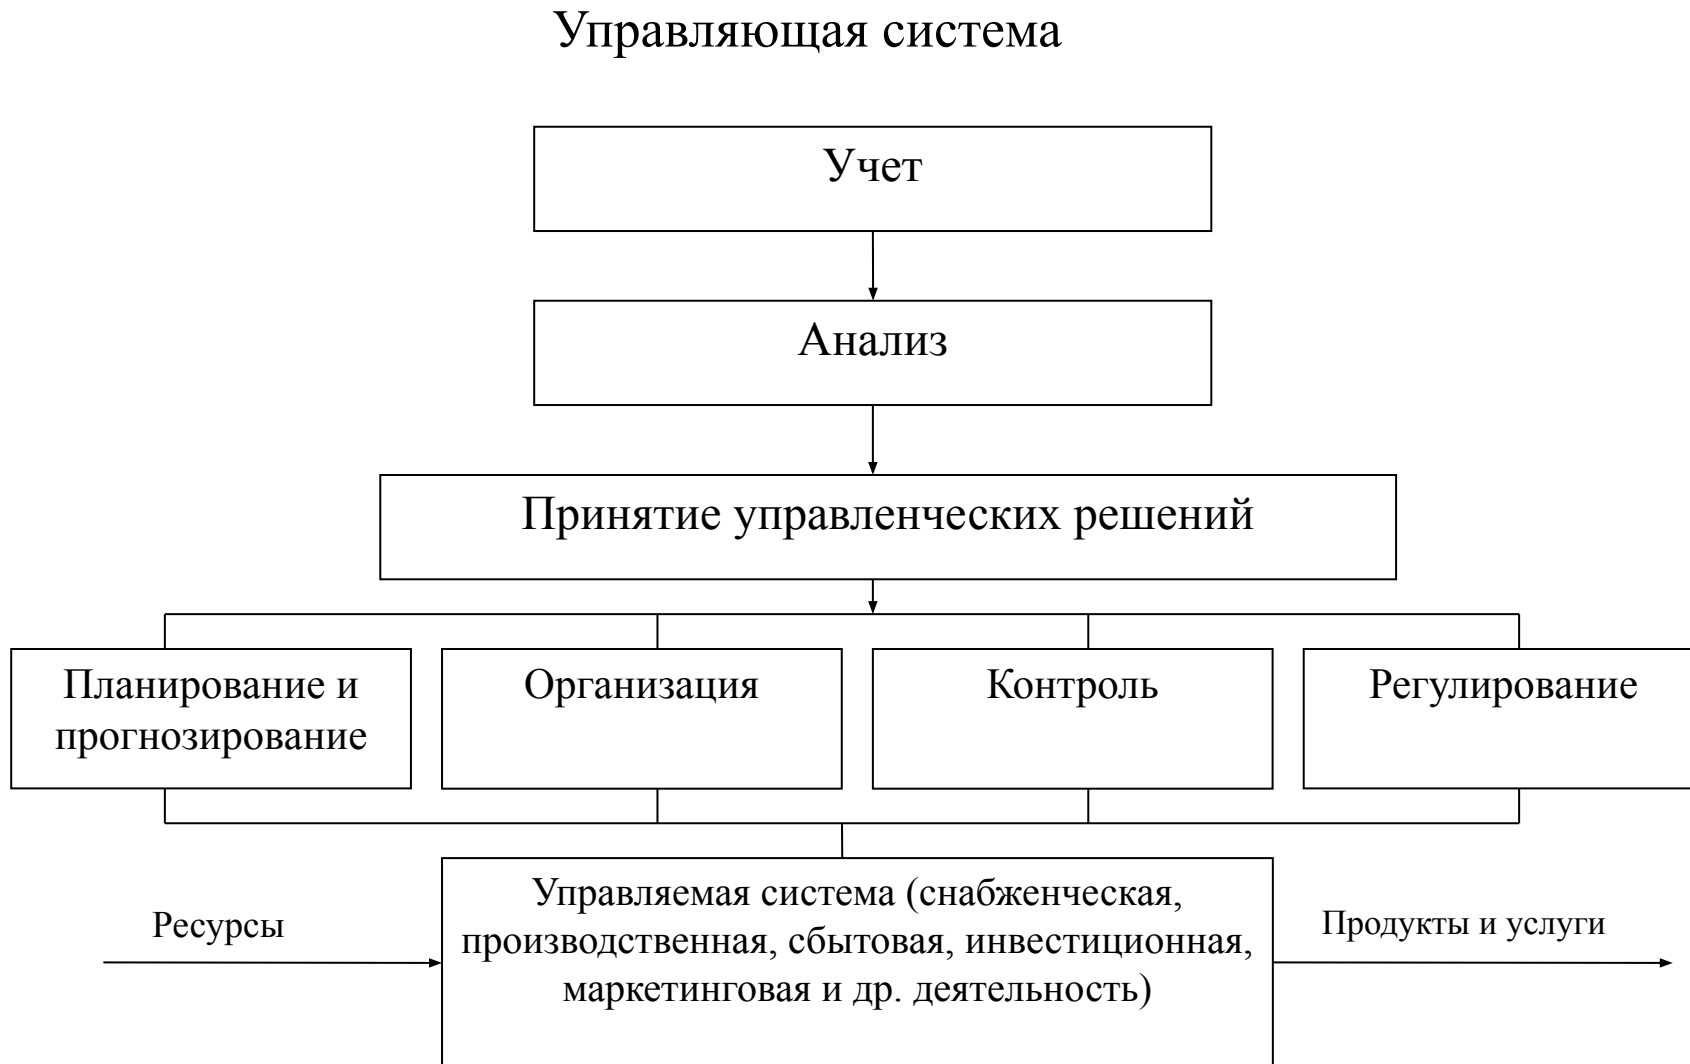 Управляющая система
Учет
Анализ
Принятие управленческих решений
Планирование и
прогнозирование
Организация
Контроль
Регулирование
Ресурсы
Управляемая система (снабженческая,
производственная, сбытовая, инвестиционная,
маркетинговая и др. деятельность)
Продукты и услуги